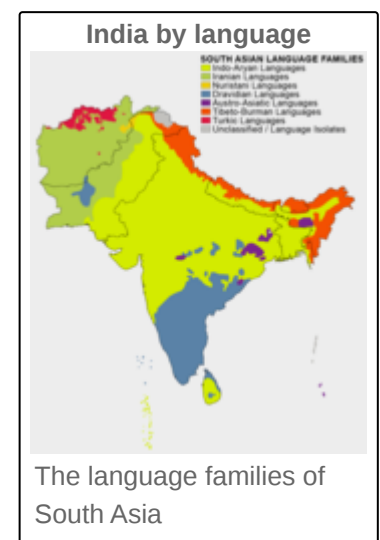 India by language
SOUTH ASIAN LANGUAGE FAMILIES
Indo-Aryan Languages
Iranian Languages
Nuristani Languages
Dravidian Languages
Austro-Asiatic Languages
Tibeto-Burman Languages
Turkic Languages
Unclassified / Language Isolates
The language families of
South Asia